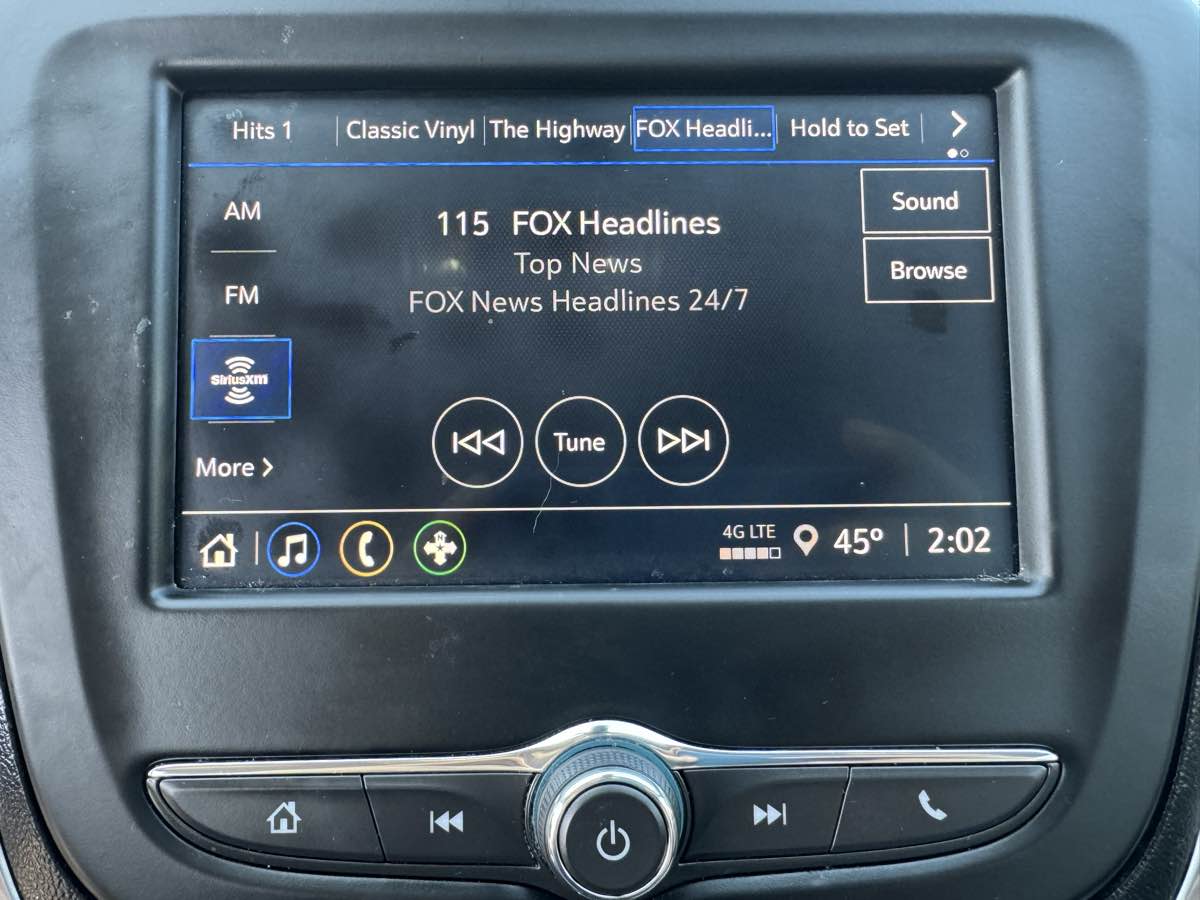 Hits 1
Classic Vinyl
The Highway
FOX Headli...
Hold to Set
AM
FM
SiriusXM
More
115 FOX Headlines
Top News
FOX News Headlines 24/7
Sound
Browse
Tune
N
4G LTE
45°
2:02